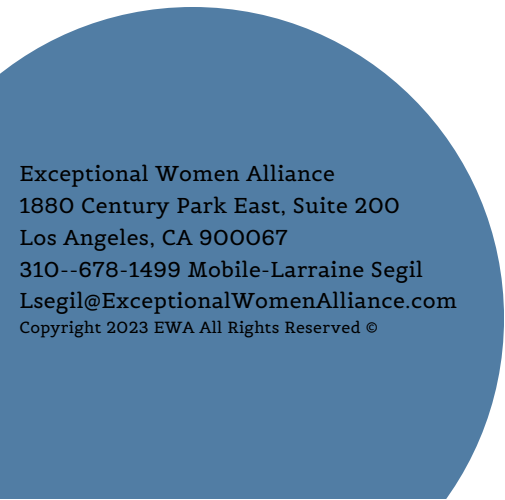 Exceptional Women Alliance
1880 Century Park East, Suite 200
Los Angeles, CA 900067
310--678-1499 Mobile-Larraine Segil
Lsegil@ExceptionalWomenAlliance.com
Copyright 2023 EWA All Rights Reserved ©